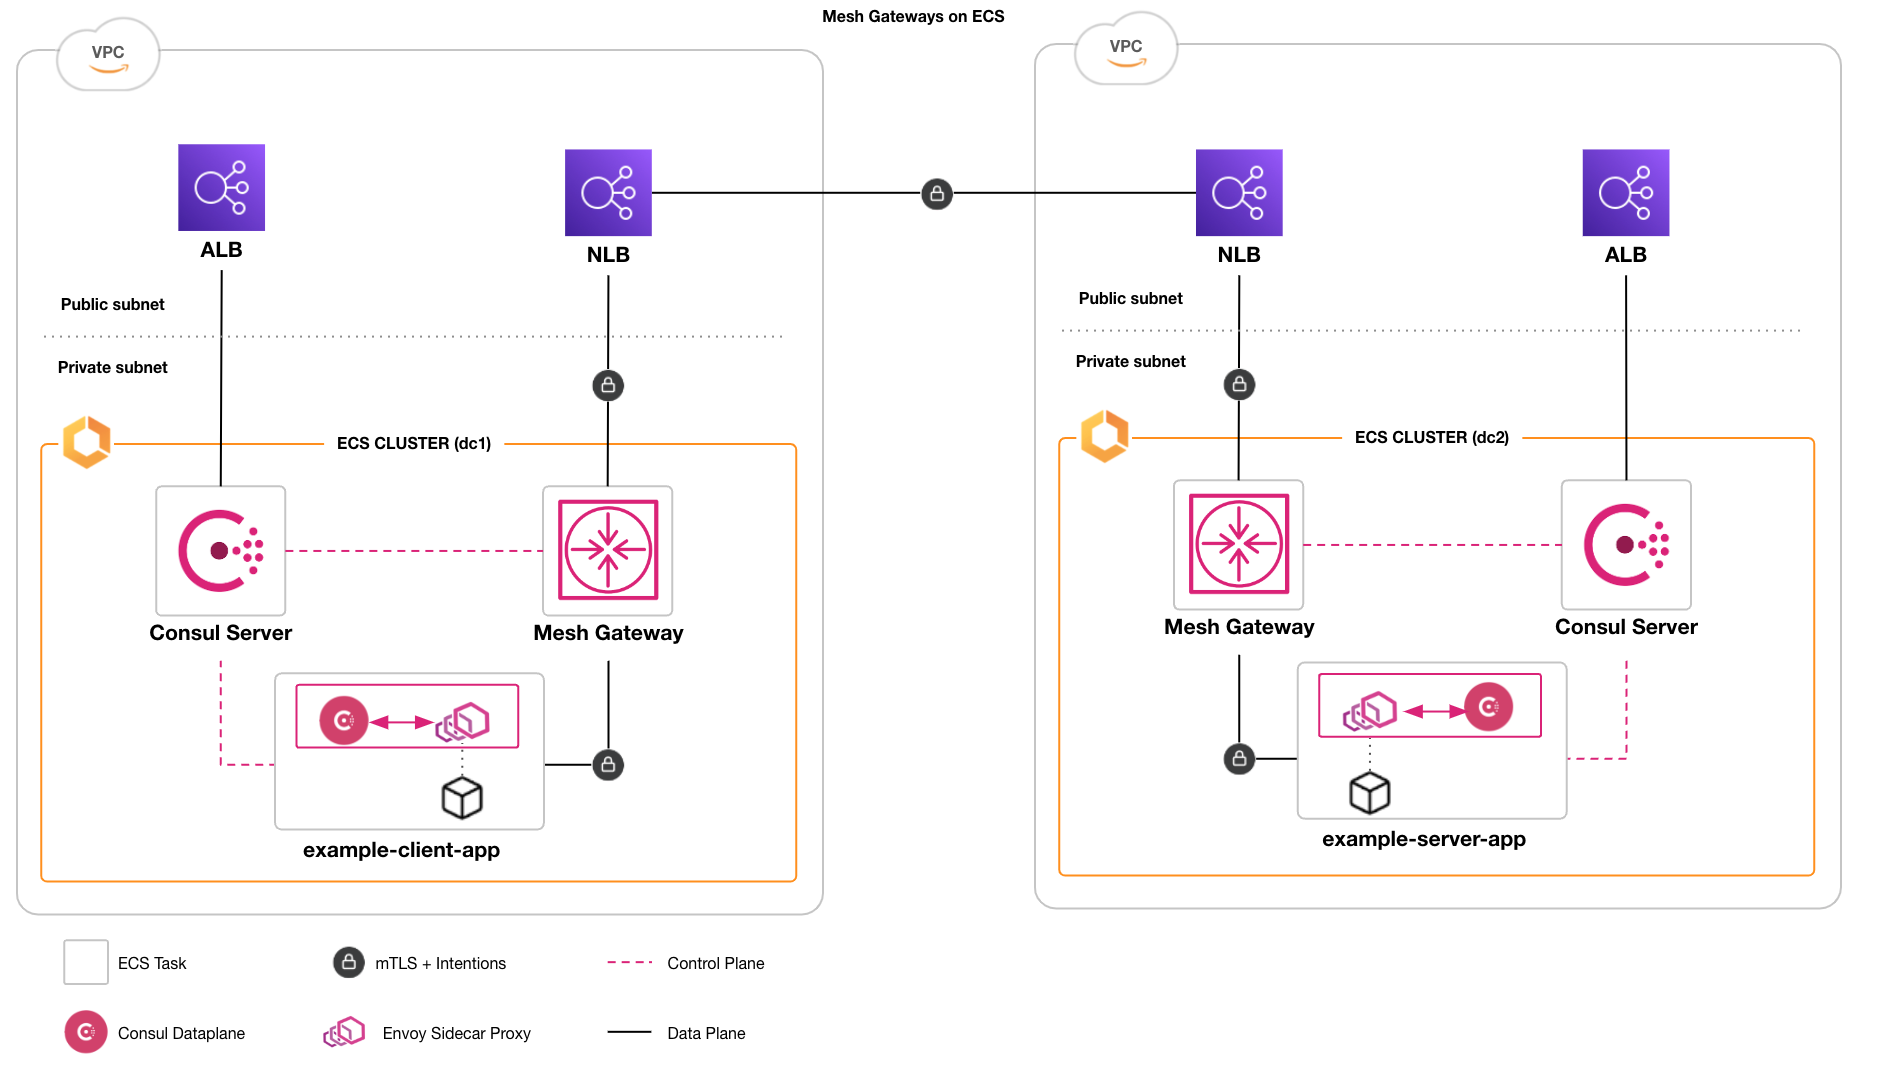 Mesh Gateways on ECS
VPC
ALB
NLB
Public subnet
Private subnet
ECS CLUSTER (dc1)
Consul Server
Mesh Gateway
example-client-app
VPC
NLB
ALB
Public subnet
Private subnet
ECS CLUSTER (dc2)
Mesh Gateway
Consul Server
example-server-app
ECS Task
mTLS + Intentions
Control Plane
Consul Dataplane
Envoy Sidecar Proxy
Data Plane